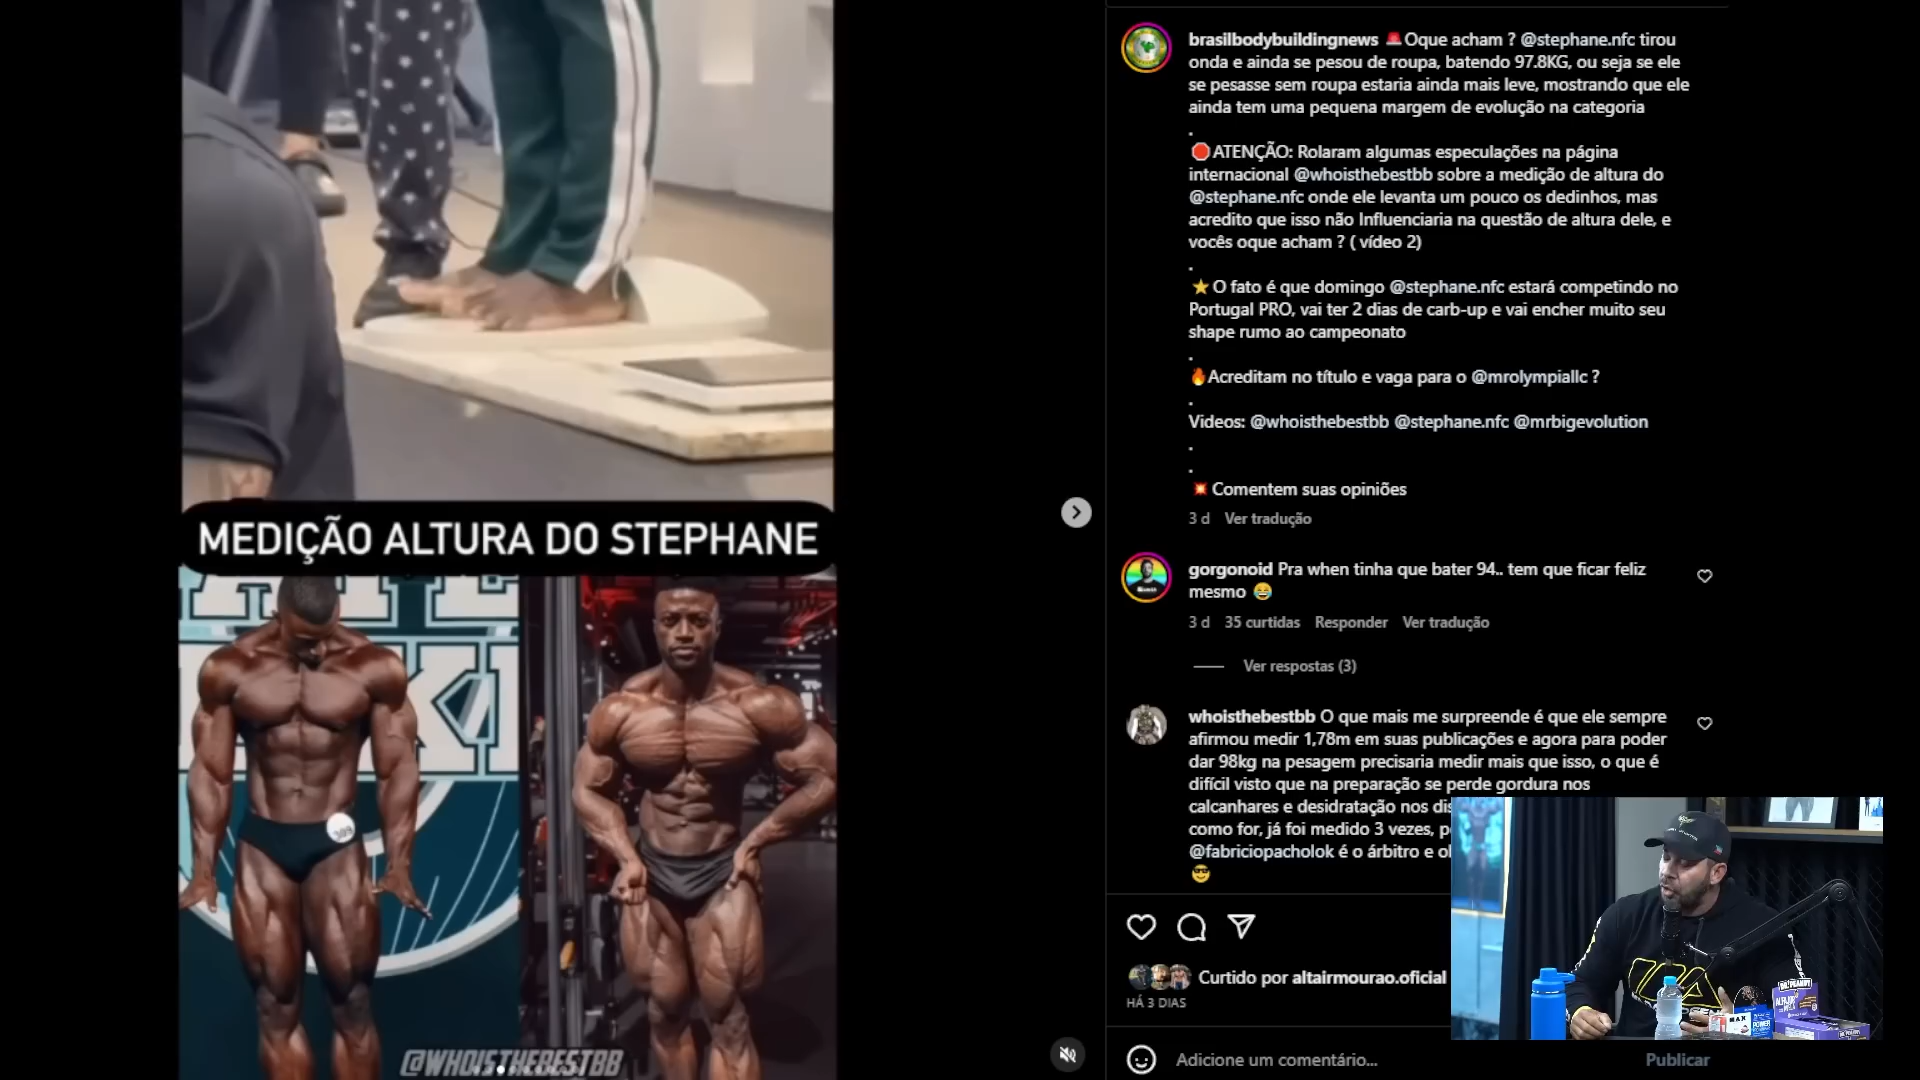 MEDIÇÃO ALTURA DO STEPHANE
@WHOISTHEBESTBB
brasilbodybuildingnews 🚨Oque acham ? @stephane.nfc tirou
onda e ainda se pesou de roupa, batendo 97.8KG, ou seja se ele
se pesasse sem roupa estaria ainda mais leve, mostrando que ele
ainda tem uma pequena margem de evolução na categoria
.
🛑ATENÇÃO: Rolaram algumas especulações na página
internacional @whoisthebestbb sobre a medição de altura do
@stephane.nfc onde ele levanta um pouco os dedinhos, mas
acredito que isso não Influenciaria na questão de altura dele, e
vocês oque acham ? ( vídeo 2)
.
⭐O fato é que domingo @stephane.nfc estará competindo no
Portugal PRO, vai ter 2 dias de carb-up e vai encher muito seu
shape rumo ao campeonato
.
🔥Acreditam no título e vaga para o @mrolympiallc ?
.
Videos: @whoisthebestbb @stephane.nfc @mrbigevolution
.
.
💥Comentem suas opiniões
3 d Ver tradução
gorgonoid Pra when tinha que bater 94.. tem que ficar feliz
mesmo 😂
3 d 35 curtidas Responder Ver tradução
Ver respostas (3)
whoisthebestbb O que mais me surpreende é que ele sempre
afirmou medir 1,78m em suas publicações e agora para poder
dar 98kg na pesagem precisaria medir mais que isso, o que é
difícil visto que na preparação se perde gordura nos
calcanhares e desidratação nos
como for, já foi medido 3 vezes,
@fabriciopacholok é o árbitro e
😎
Curtido por altairmourao.oficial
HÁ 3 DIAS
Adicione um comentário...
Publicar